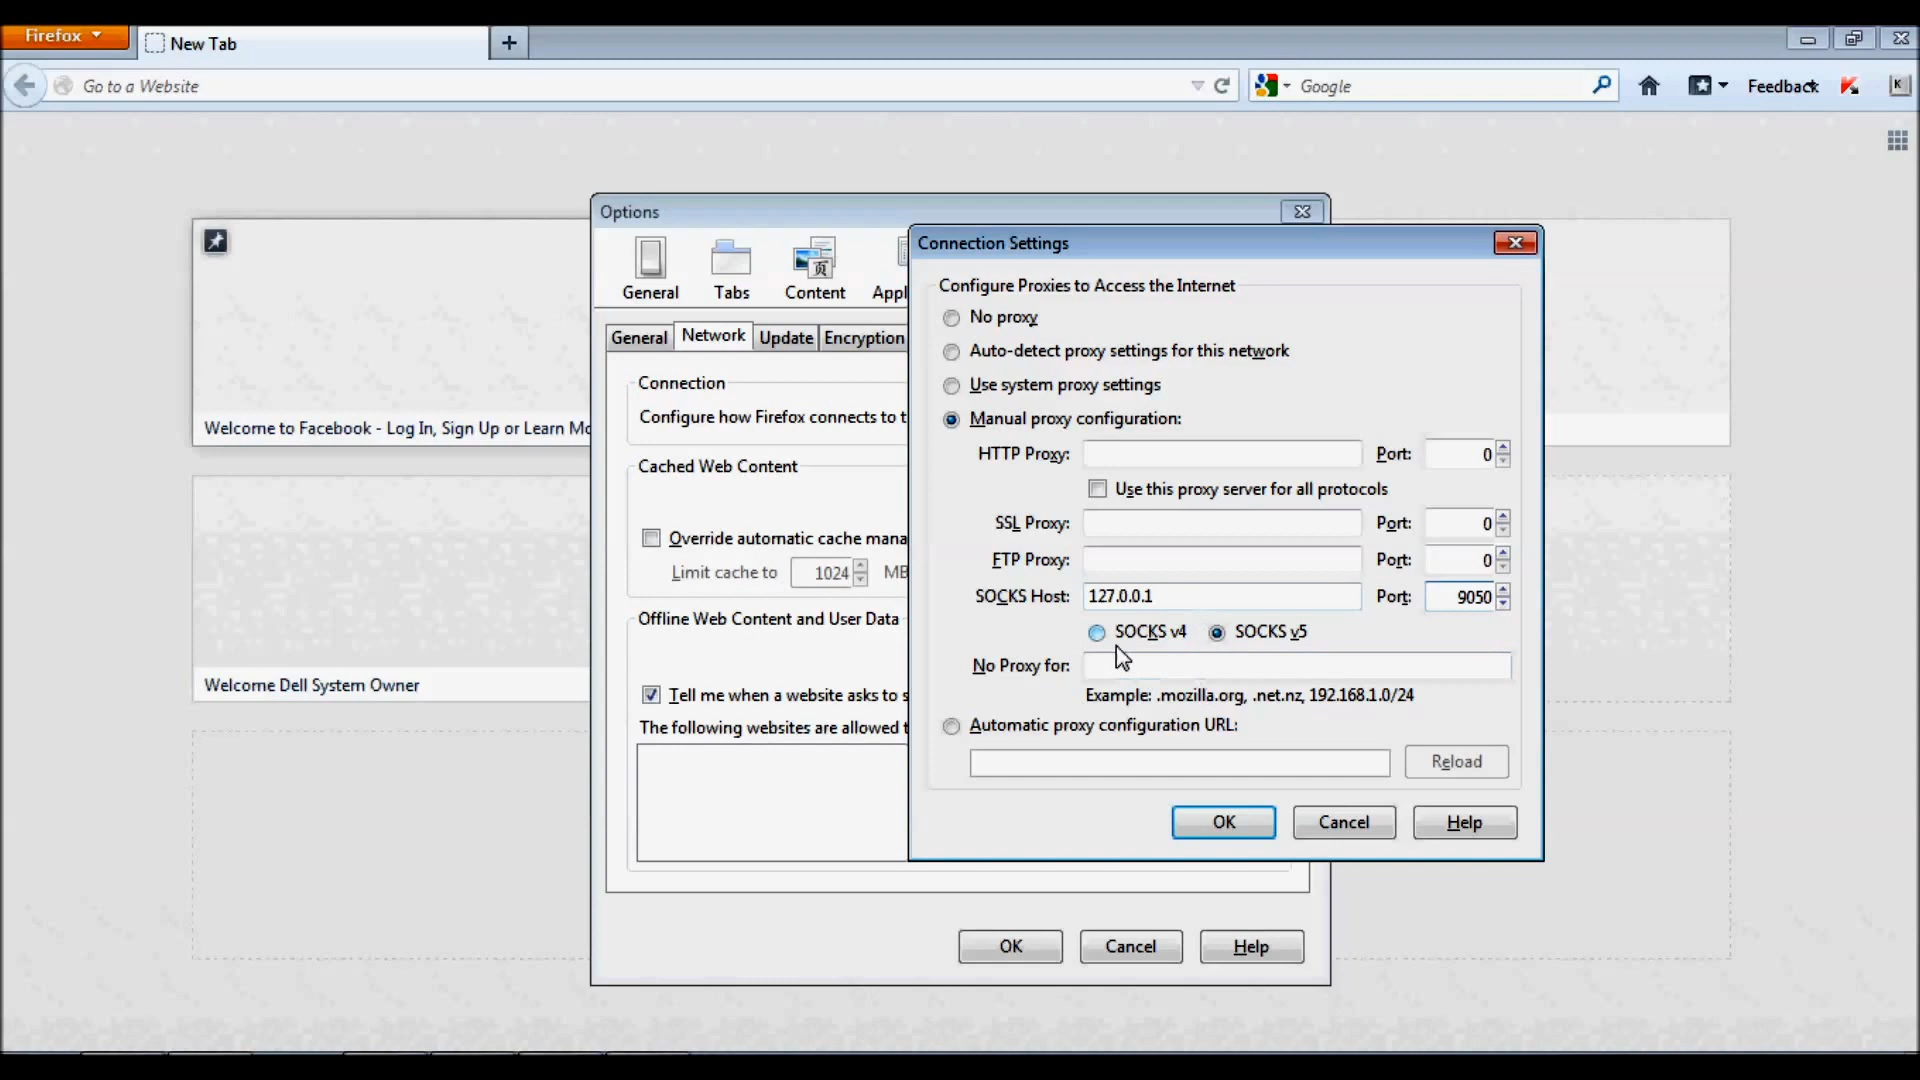 Firefox
New Tab
Go to a Website
Google
Feedback
K
Options
General
Tabs
Content
Appl
General
Network
Update
Encryption
Connection
Configure how Firefox connects to t
Cached Web Content
Override automatic cache mana
Limit cache to 1024 MB
Offline Web Content and User Data
Tell me when a website asks to s
The following websites are allowed t
OK
Cancel
Help
Connection Settings
Configure Proxies to Access the Internet
No proxy
Auto-detect proxy settings for this network
Use system proxy settings
Manual proxy configuration:
HTTP Proxy: Port: 0
Use this proxy server for all protocols
SSL Proxy: Port: 0
FTP Proxy: Port: 0
SOCKS Host: 127.0.0.1 Port: 9050
SOCKS v4 SOCKS v5
No Proxy for:
Example: .mozilla.org, .net.nz, 192.168.1.0/24
Automatic proxy configuration URL:
Reload
OK Cancel Help
Welcome to Facebook - Log In, Sign Up or Learn Mo
Welcome Dell System Owner
页